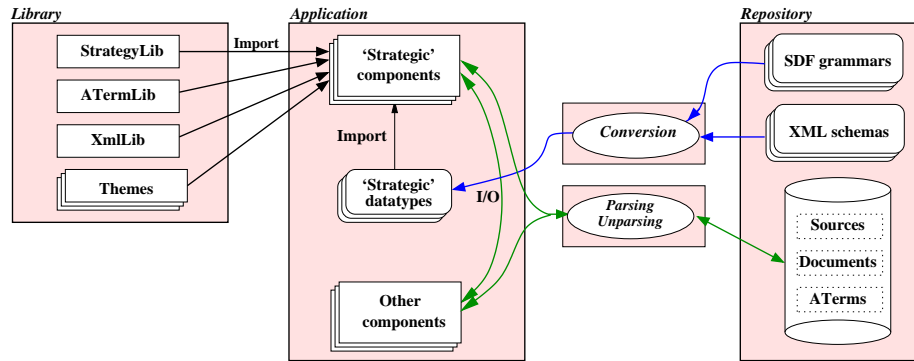 Library
StrategyLib
ATermLib
XmlLib
Themes
Import
Application
‘Strategic’
components
Import
‘Strategic’
datatypes
I/O
Other
components
Conversion
Parsing
Unparsing
Repository
SDF grammars
XML schemas
Sources
Documents
ATerms